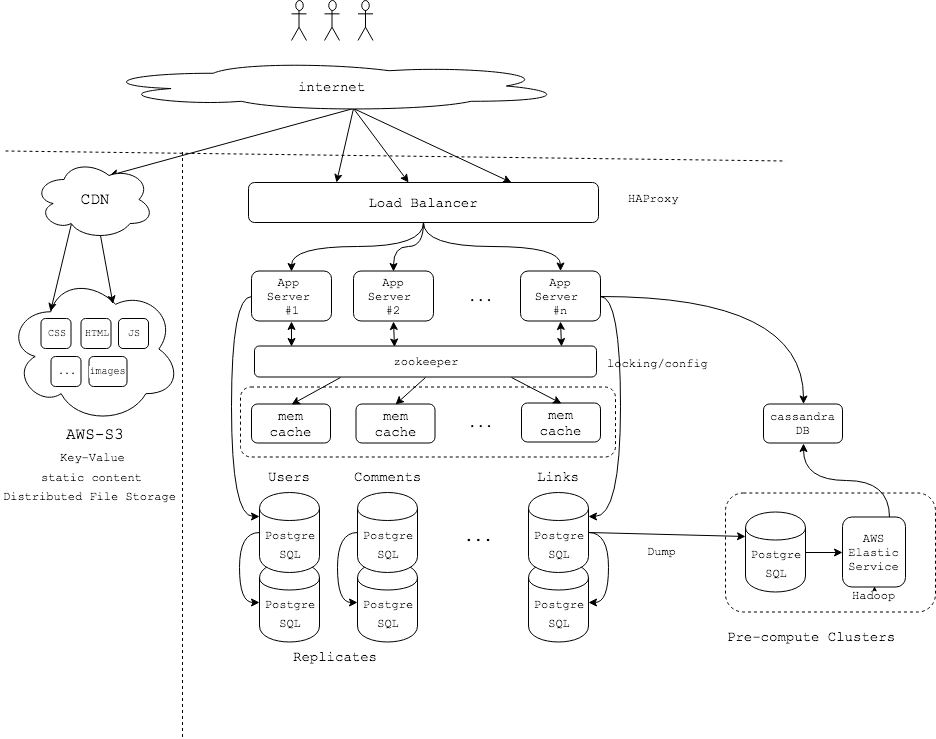 internet
CDN
Load Balancer
HAProxy
App
Server
#1
App
Server
#2
...
App
Server
#n
CSS
HTML
JS
...
images
zookeeper
locking/config
mem
cache
mem
cache
...
mem
cache
cassandra
DB
AWS-S3
Key-Value
static content
Distributed File Storage
Users
Comments
Links
Postgre
SQL
Postgre
SQL
...
Postgre
SQL
Dump
Postgre
SQL
AWS
Elastic
Service
Hadoop
Postgre
SQL
Postgre
SQL
Postgre
SQL
Pre-compute Clusters
Replicates